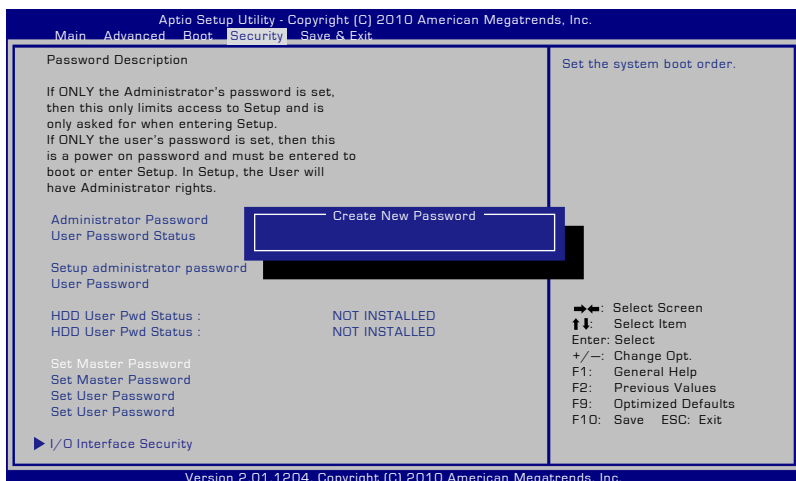 Aptio Setup Utility - Copyright (C) 2010 American Megatrends, Inc.
Main Advanced Boot Security Save & Exit
Password Description
If ONLY the Administrator's password is set,
then this only limits access to Setup and is
only asked for when entering Setup.
If ONLY the user's password is set, then this
is a power on password and must be entered to
boot or enter Setup. In Setup, the User will
have Administrator rights.
Administrator Password
User Password Status
Create New Password
Setup administrator password
User Password
HDD User Pwd Status : NOT INSTALLED
HDD User Pwd Status : NOT INSTALLED
Set Master Password
Set Master Password
Set User Password
Set User Password
I/O Interface Security
Set the system boot order.
→←: Select Screen
↑↓: Select Item
Enter: Select
+/—: Change Opt.
F1: General Help
F2: Previous Values
F9: Optimized Defaults
F10: Save ESC: Exit
Version 2.01.1204. Copyright (C) 2010 American Megatrends, Inc.